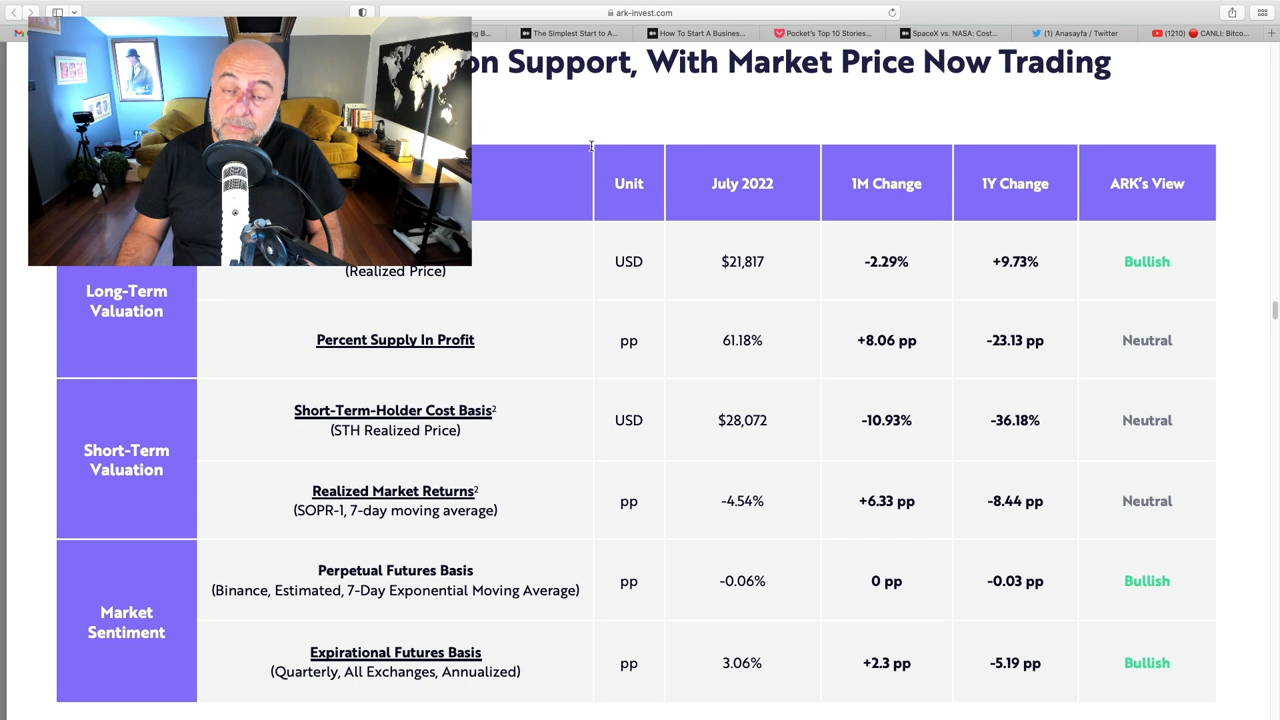 ark-invest.com
ng B...
The Simplest Start to A...
How To Start A Business...
Pocket's Top 10 Stories...
SpaceX vs. NASA: Cost...
(1) Anasayfa / Twitter
(1210) 🔴 CANLI: Bitco...
on Support, With Market Price Now Trading
Unit
July 2022
1M Change
1Y Change
ARK's View
Long-Term
Valuation
(Realized Price)
USD
$21,817
-2.29%
+9.73%
Bullish
Percent Supply In Profit
pp
61.18%
+8.06 pp
-23.13 pp
Neutral
Short-Term
Valuation
Short-Term-Holder Cost Basis²
(STH Realized Price)
USD
$28,072
-10.93%
-36.18%
Neutral
Realized Market Returns²
(SOPR-1, 7-day moving average)
pp
-4.54%
+6.33 pp
-8.44 pp
Neutral
Market
Sentiment
Perpetual Futures Basis
(Binance, Estimated, 7-Day Exponential Moving Average)
pp
-0.06%
0 pp
-0.03 pp
Bullish
Expirational Futures Basis
(Quarterly, All Exchanges, Annualized)
pp
3.06%
+2.3 pp
-5.19 pp
Bullish